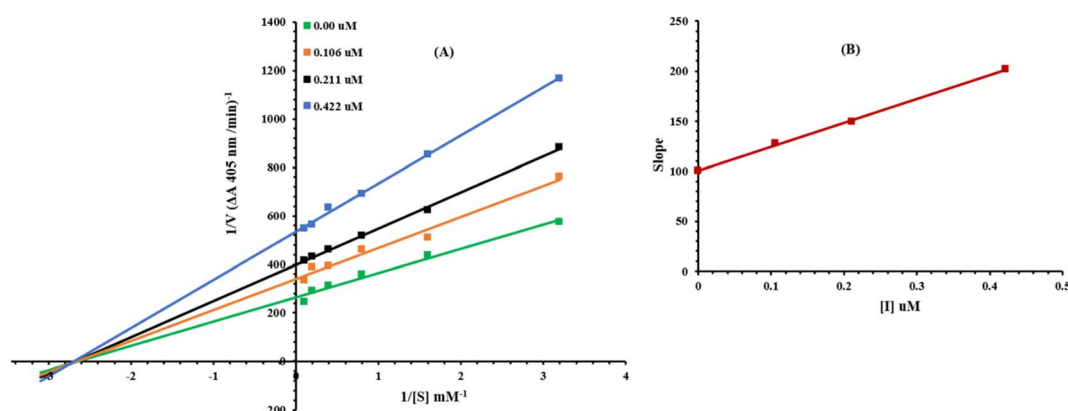 1400
0.00 uM
(A)
0.106 uM
1200
0.211 uM
1000
0.422 uM
800
600
400
200
0
-3
-2
-1
0
1
2
3
4
200
1/V (ΔA 405 nm /min)-1
1/[S] mM-1
250
(B)
200
150
100
50
0
0
0.1
0.2
0.3
0.4
0.5
Slope
[I] uM